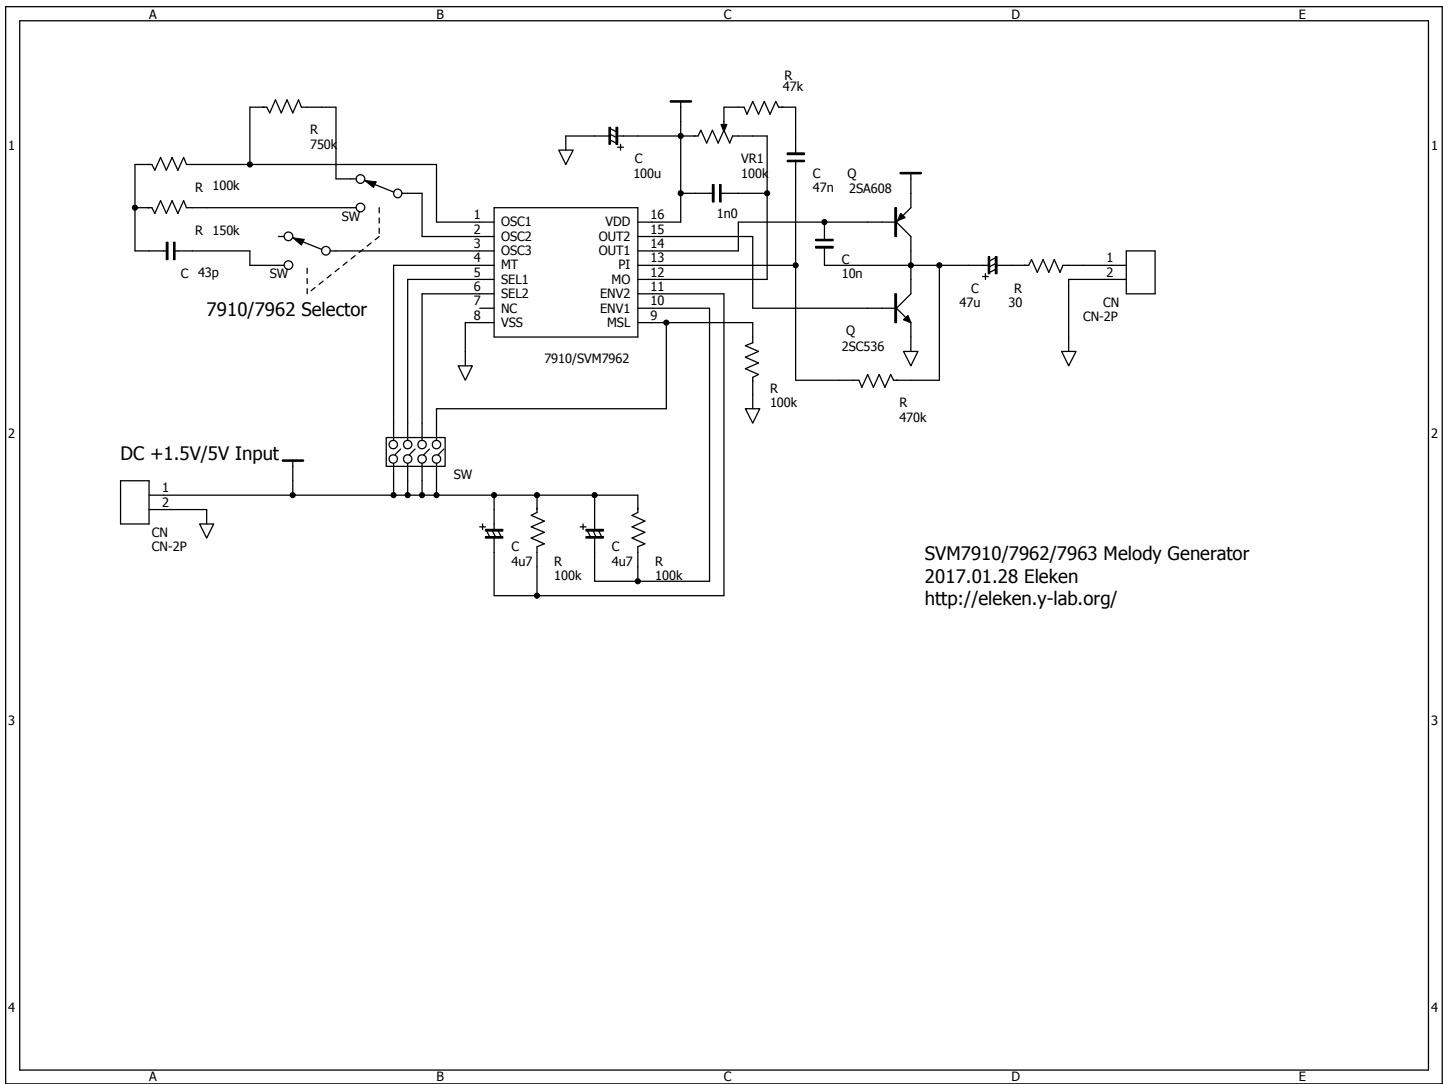 A B C D E
1
2
3
4
R
750k
R 100k
R 150k
C 43p
SW
SW
7910/7962 Selector
1
2
3
4
5
6
7
8
OSC1
OSC2
OSC3
MT
SEL1
SEL2
NC
VSS
VDD
OUT2
OUT1
PI
MO
ENV2
ENV1
MSL
16
15
14
13
12
11
10
9
7910/SVM7962
C
100u
VR1
100k
1n0
R
47k
C
47n
Q
2SA608
C
10n
Q
2SC536
R
100k
R
470k
C
47u
R
30
1
2
CN
CN-2P
DC +1.5V/5V Input
1
2
CN
CN-2P
SW
C
4u7
R
100k
C
4u7
R
100k
SVM7910/7962/7963 Melody Generator
2017.01.28 Eleken
http://eleken.y-lab.org/
1
2
3
4
A B C D E